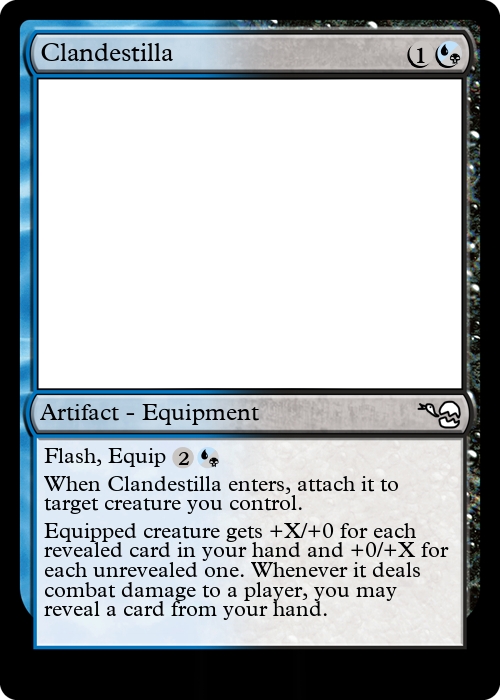 Clandestilla 1
Artifact - Equipment
Flash, Equip 2
When Clandestilla enters, attach it to
target creature you control.
Equipped creature gets +X/+0 for each
revealed card in your hand and +0/+X for
each unrevealed one. Whenever it deals
combat damage to a player, you may
reveal a card from your hand.